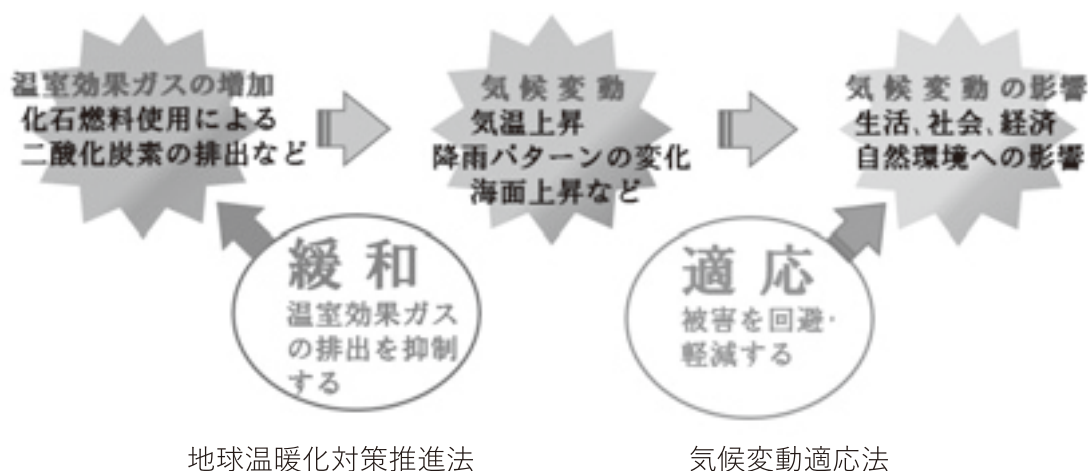 温室効果ガスの増加
化石燃料使用による
二酸化炭素の排出など
気候変動
気温上昇
降雨パターンの変化
海面上昇など
気候変動の影響
生活、社会、経済
自然環境への影響
緩和
温室効果ガス
の排出を抑制
する
適応
被害を回避・
軽減する
地球温暖化対策推進法
気候変動適応法